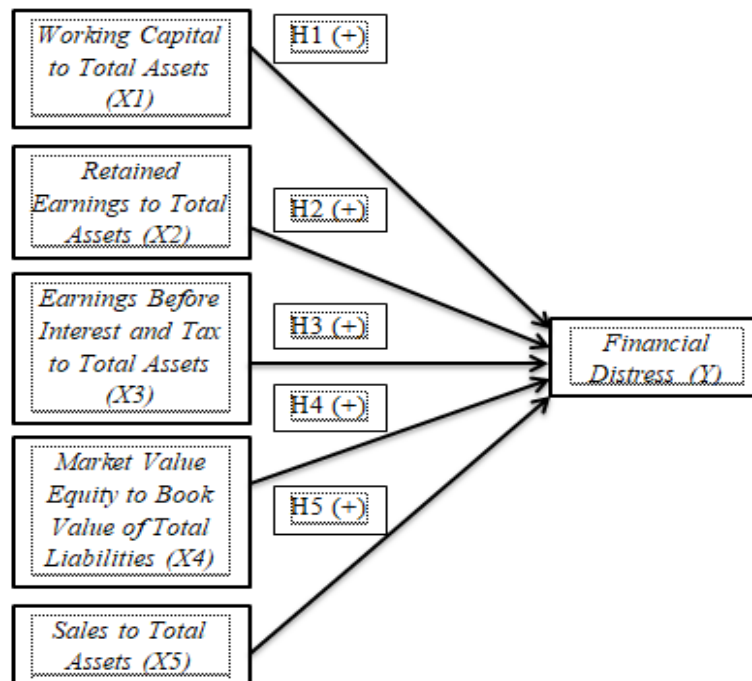 Working Capital
to Total Assets
(X1)
H1 (+)
Retained
Earnings to Total
Assets (X2)
H2 (+)
Earnings Before
Interest and Tax
to Total Assets
(X3)
H3 (+)
Financial
Distress (Y)
H4 (+)
Market Value
Equity to Book
Value of Total
Liabilities (X4)
H5 (+)
Sales to Total
Assets (X5)